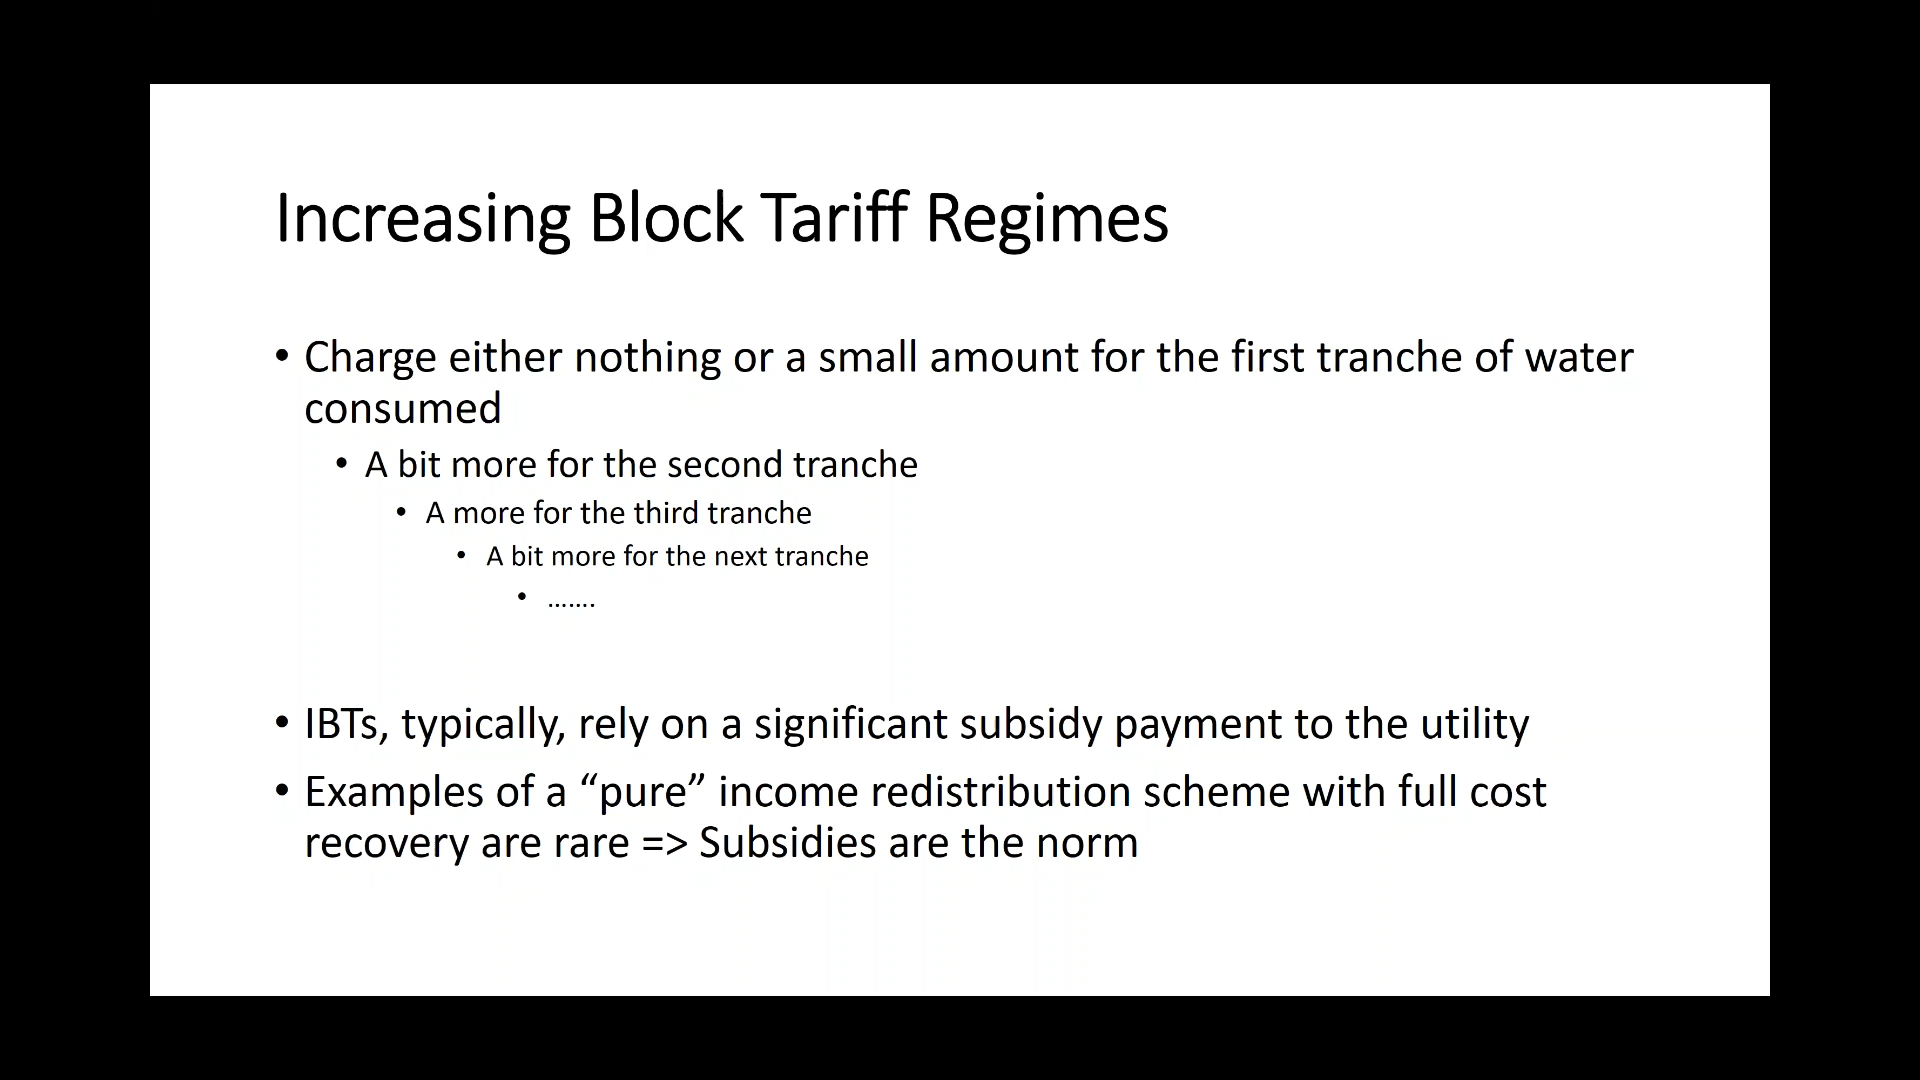 Increasing Block Tariff Regimes
• Charge either nothing or a small amount for the first tranche of water
consumed
• A bit more for the second tranche
• A more for the third tranche
• A bit more for the next tranche
• …….
• IBTs, typically, rely on a significant subsidy payment to the utility
• Examples of a “pure” income redistribution scheme with full cost
recovery are rare => Subsidies are the norm